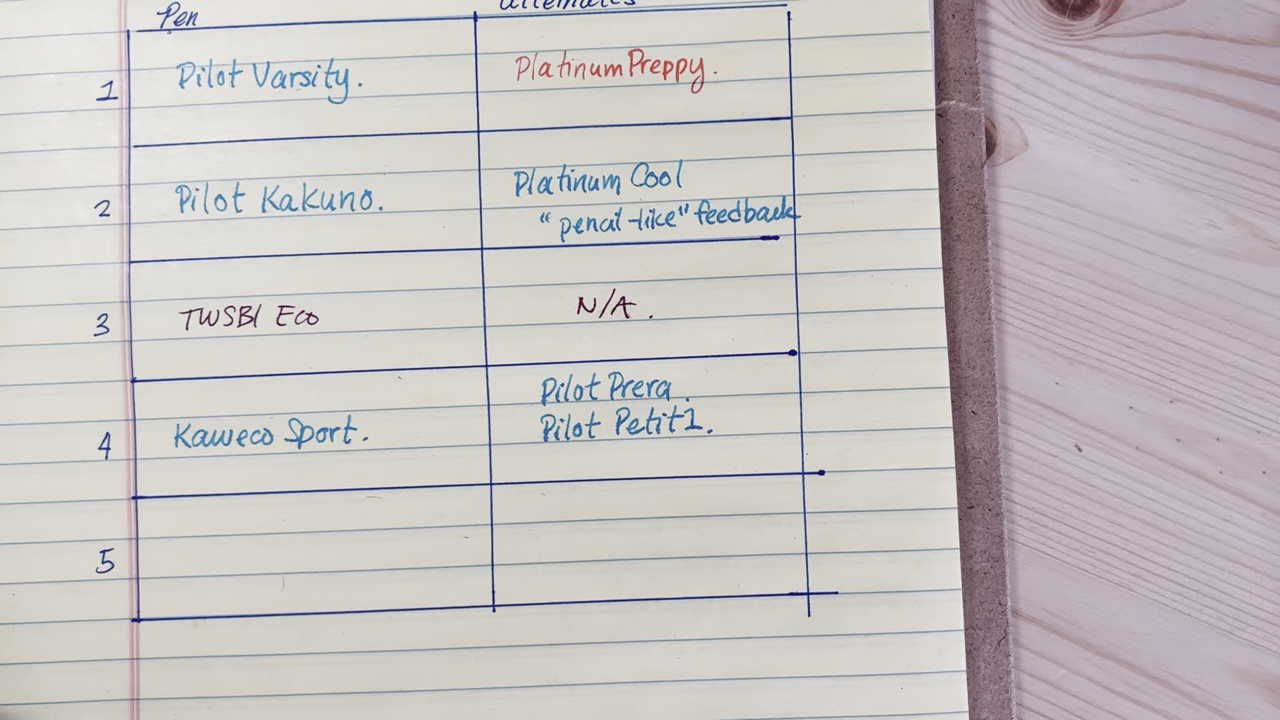 Pen alternates
1 Pilot Varsity. Platinum Preppy.
2 Pilot Kakuno. Platinum Cool
"pencil-like" feedback
3 TWSBI Eco N/A.
Pilot Prera.
4 Kaweco Sport. Pilot Petit1.
5